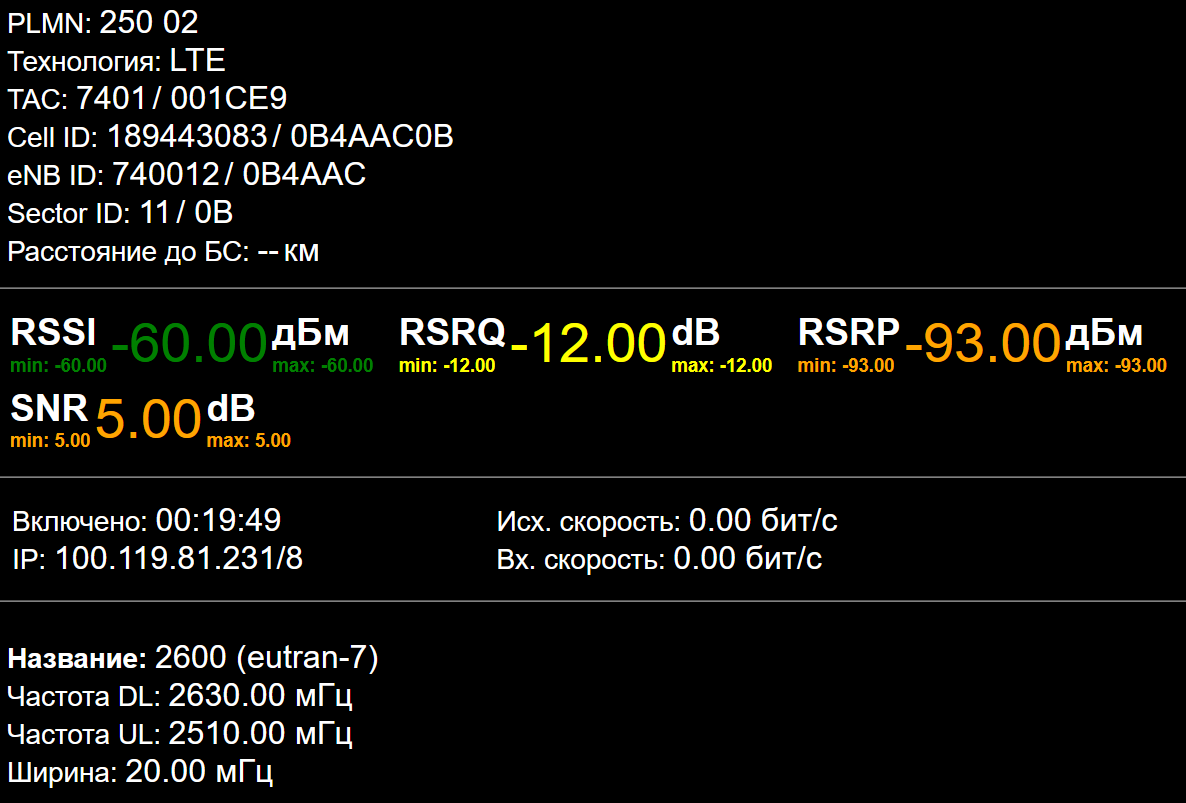 PLMN: 250 02
Технология: LTE
TAC: 7401 / 001CE9
Cell ID: 189443083 / 0B4AAC0B
eNB ID: 740012 / 0B4AAC
Sector ID: 11 / 0B
Расстояние до БС: -- км
RSSI -60.00 дБм RSRQ -12.00 dB RSRP -93.00 дБм
min: -60.00 max: -60.00 min: -12.00 max: -12.00 min: -93.00 max: -93.00
SNR 5.00 dB
min: 5.00 max: 5.00
Включено: 00:19:49 Исх. скорость: 0.00 бит/с
IP: 100.119.81.231/8 Вх. скорость: 0.00 бит/с
Название: 2600 (eutran-7)
Частота DL: 2630.00 мГц
Частота UL: 2510.00 мГц
Ширина: 20.00 мГц